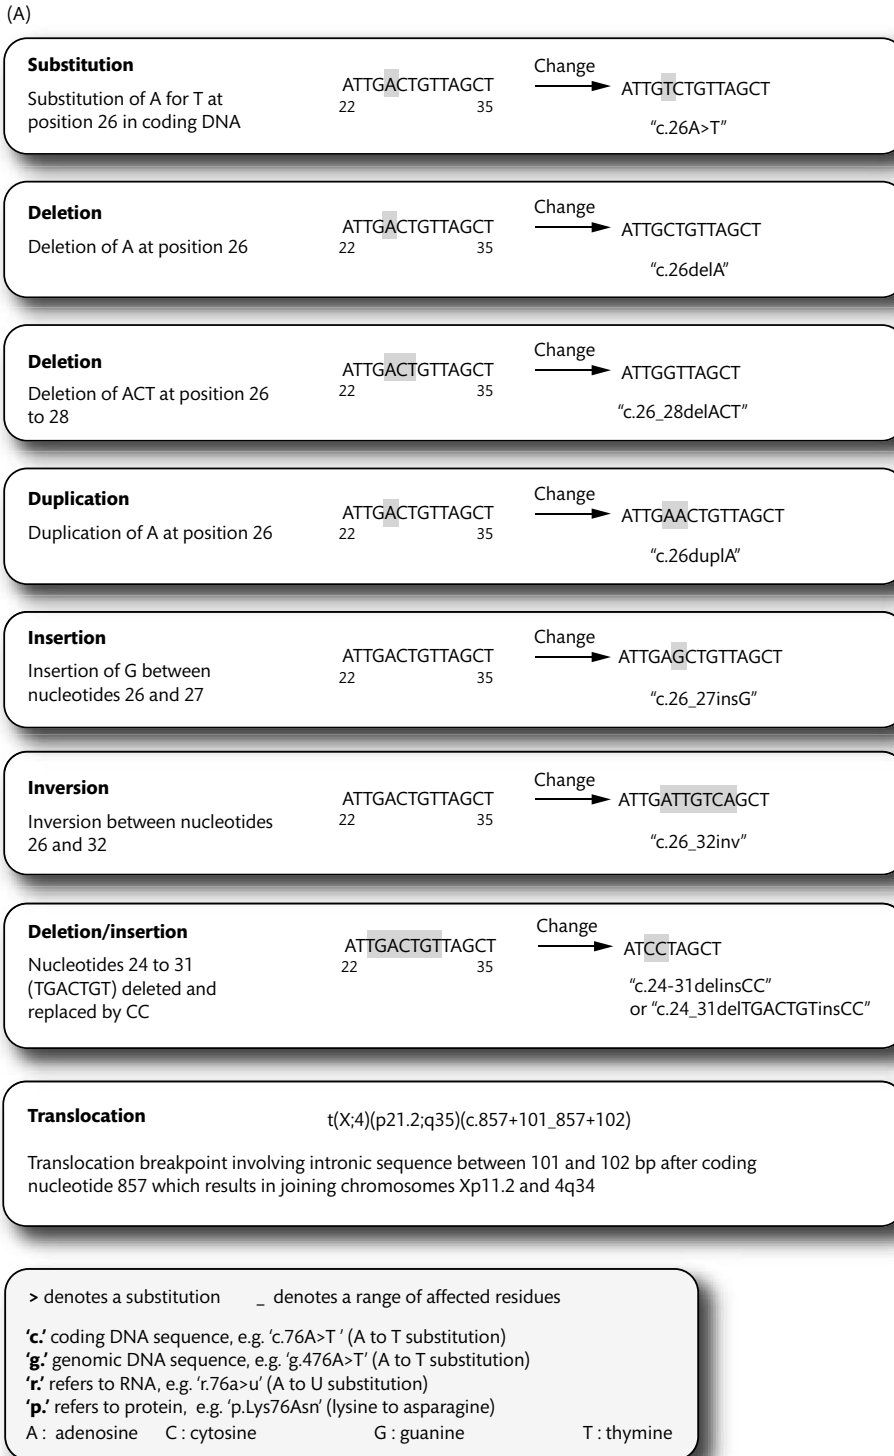 (A)
Substitution
Substitution of A for T at
position 26 in coding DNA
ATTGACTGTTAGCT
22 35
Change
ATTGTCTGTTAGCT
“c.26A>T”
Deletion
Deletion of A at position 26
ATTGACTGTTAGCT
22 35
Change
ATTGCTGTTAGCT
“c.26delA”
Deletion
Deletion of ACT at position 26
to 28
ATTGACTGTTAGCT
22 35
Change
ATTGGTTAGCT
“c.26_28delACT”
Duplication
Duplication of A at position 26
ATTGACTGTTAGCT
22 35
Change
ATTGAACTGTTAGCT
“c.26duplA”
Insertion
Insertion of G between
nucleotides 26 and 27
ATTGACTGTTAGCT
22 35
Change
ATTGAGCTGTTAGCT
“c.26_27insG”
Inversion
Inversion between nucleotides
26 and 32
ATTGACTGTTAGCT
22 35
Change
ATTGATTGTCAGCT
“c.26_32inv”
Deletion/insertion
Nucleotides 24 to 31
(TGACTGT) deleted and
replaced by CC
ATTGACTGTTAGCT
22 35
Change
ATCCTAGCT
“c.24-31delinsCC”
or “c.24_31delTGACTGTinsCC”
Translocation t(X;4)(p21.2;q35)(c.857+101_857+102)
Translocation breakpoint involving intronic sequence between 101 and 102 bp after coding
nucleotide 857 which results in joining chromosomes Xp11.2 and 4q34
> denotes a substitution _ denotes a range of affected residues
‘c.’ coding DNA sequence, e.g. ‘c.76A>T ’ (A to T substitution)
‘g.’ genomic DNA sequence, e.g. ‘g.476A>T’ (A to T substitution)
‘r.’ refers to RNA, e.g. ‘r.76a>u’ (A to U substitution)
‘p.’ refers to protein, e.g. ‘p.Lys76Asn’ (lysine to asparagine)
A : adenosine C : cytosine G : guanine T : thymine